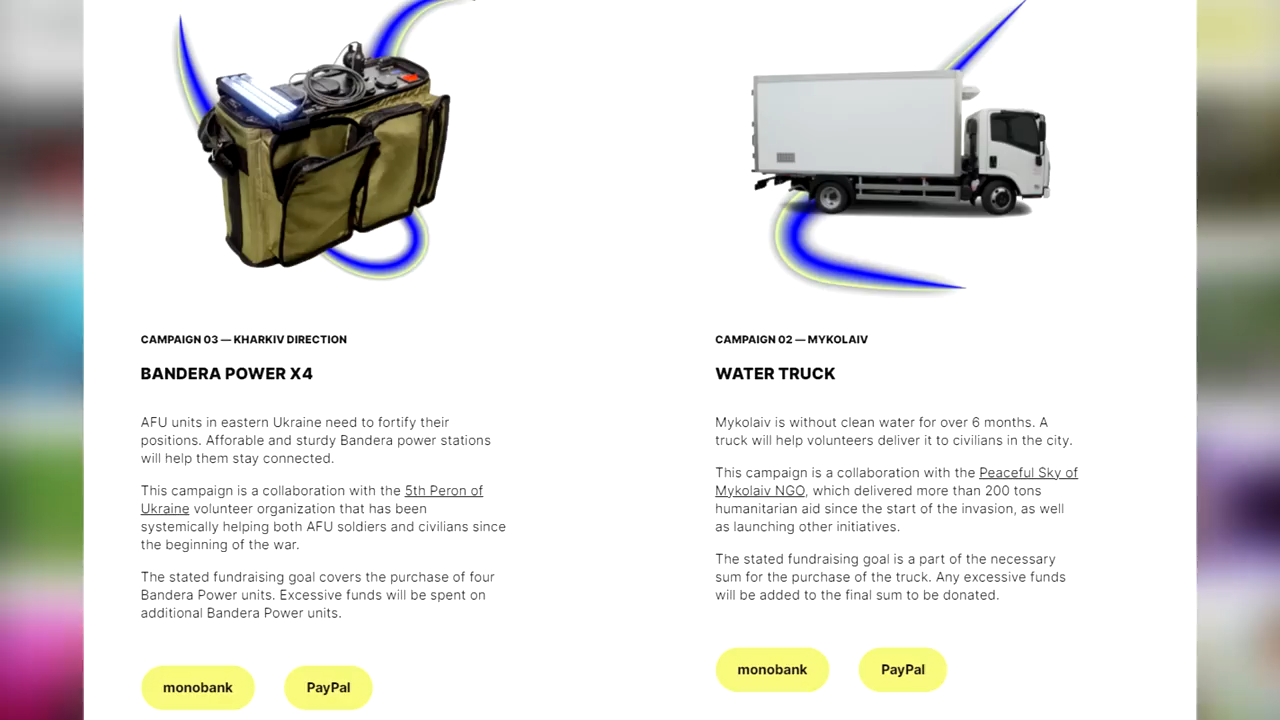 CAMPAIGN 03 — KHARKIV DIRECTION
BANDERA POWER X4
AFU units in eastern Ukraine need to fortify their
positions. Afforable and sturdy Bandera power stations
will help them stay connected.
This campaign is a collaboration with the 5th Peron of
Ukraine volunteer organization that has been
systemically helping both AFU soldiers and civilians since
the beginning of the war.
The stated fundraising goal covers the purchase of four
Bandera Power units. Excessive funds will be spent on
additional Bandera Power units.
monobank PayPal
CAMPAIGN 02 — MYKOLAIV
WATER TRUCK
Mykolaiv is without clean water for over 6 months. A
truck will help volunteers deliver it to civilians in the city.
This campaign is a collaboration with the Peaceful Sky of
Mykolaiv NGO, which delivered more than 200 tons
humanitarian aid since the start of the invasion, as well
as launching other initiatives.
The stated fundraising goal is a part of the necessary
sum for the purchase of the truck. Any excessive funds
will be added to the final sum to be donated.
monobank PayPal